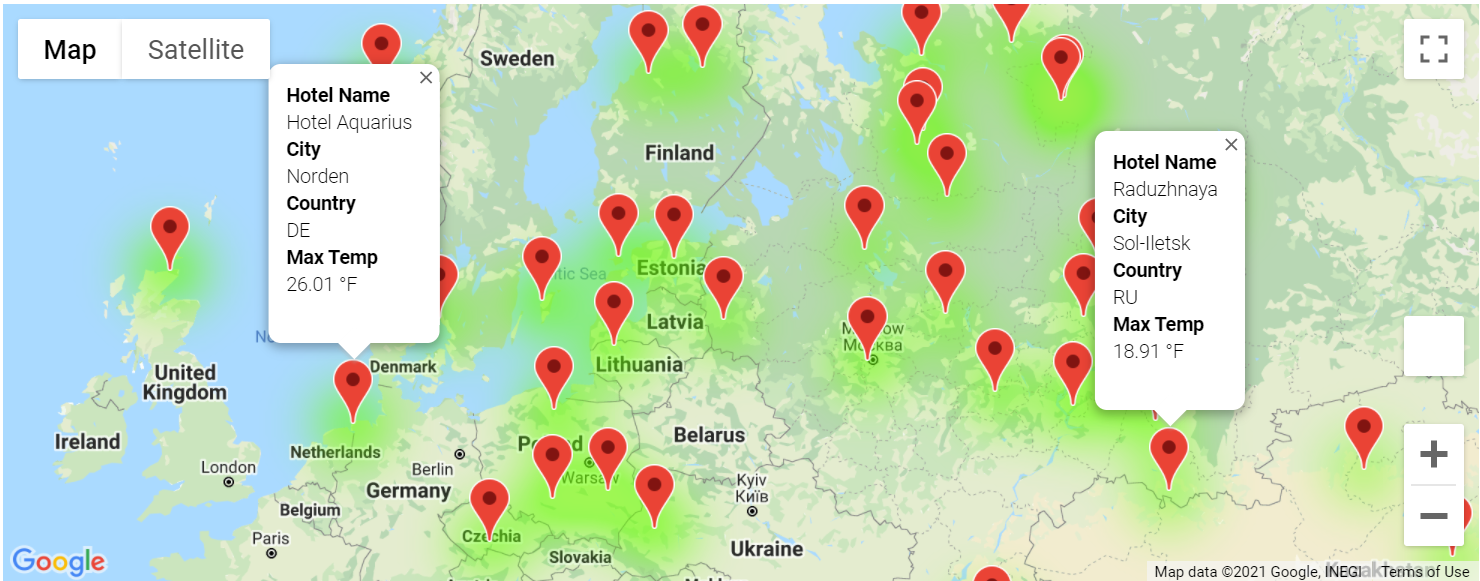 Map
Satellite
Hotel Name
Hotel Aquarius
City
Norden
Country
DE
Max Temp
26.01 °F
Hotel Name
Raduzhnaya
City
Sol-Iletsk
Country
RU
Max Temp
18.91 °F
Sweden
Finland
Estonia
Latvia
Lithuania
Denmark
United
Kingdom
Ireland
London
Netherlands
Berlin
Germany
Belgium
Paris
Czechia
Slovakia
Warsaw
Belarus
Kyiv
Київ
Ukraine
Москва
tic Sea
Google
Map data ©2021 Google, INEGI
Terms of Use